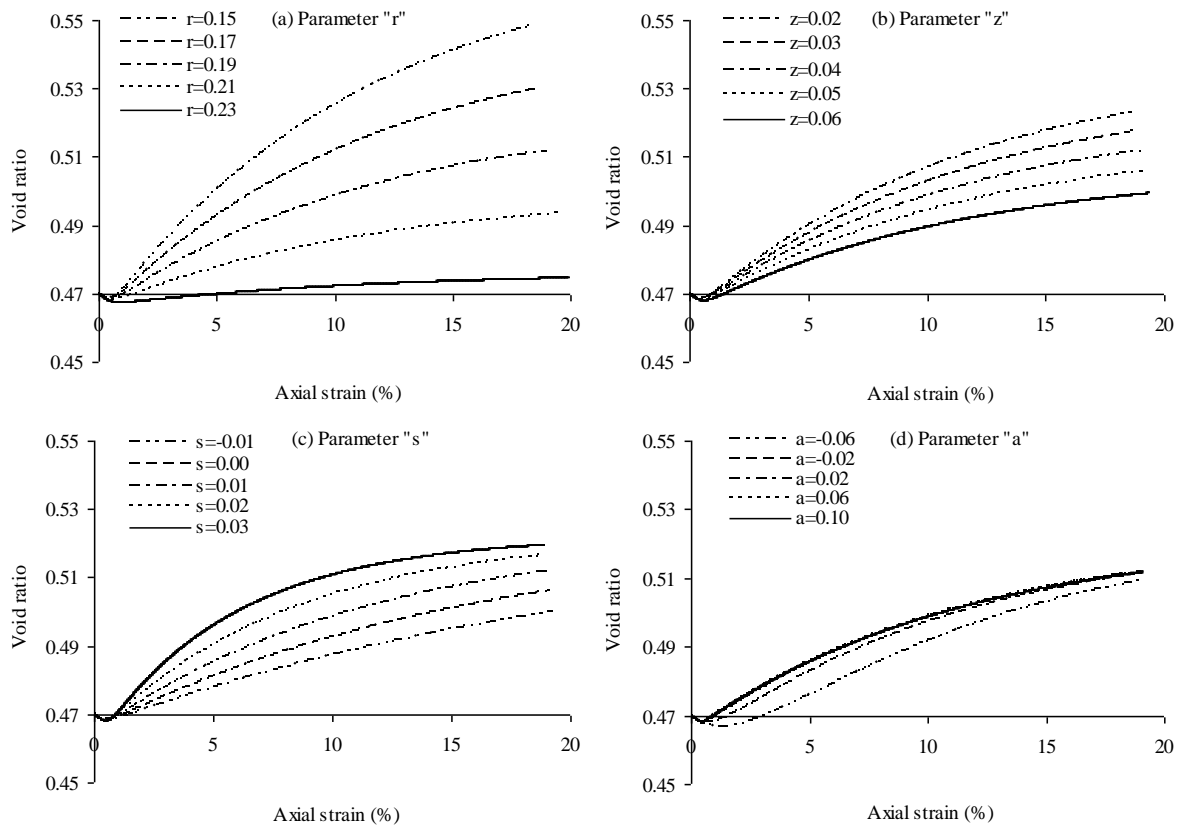 (a) Parameter "r"
r=0.15
r=0.17
r=0.19
r=0.21
r=0.23
0.55
0.53
0.51
0.49
0.47
0.45
Void ratio
0
5
10
15
20
Axial strain (%)
(b) Parameter "z"
z=0.02
z=0.03
z=0.04
z=0.05
z=0.06
0.55
0.53
0.51
0.49
0.47
0.45
Void ratio
0
5
10
15
20
Axial strain (%)
(c) Parameter "s"
s=-0.01
s=0.00
s=0.01
s=0.02
s=0.03
0.55
0.53
0.51
0.49
0.47
0.45
Void ratio
0
5
10
15
20
Axial strain (%)
(d) Parameter "a"
a=-0.06
a=-0.02
a=0.02
a=0.06
a=0.10
0.55
0.53
0.51
0.49
0.47
0.45
Void ratio
0
5
10
15
20
Axial strain (%)